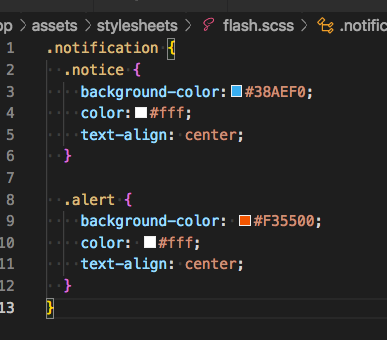 op > assets > stylesheets > flash.scss > .notific
1 .notification {
2 .notice {
3 background-color: #38AEF0;
4 color: #fff;
5 text-align: center;
6 }
7
8 .alert {
9 background-color: #F35500;
10 color: #fff;
11 text-align: center;
12 }
13 }